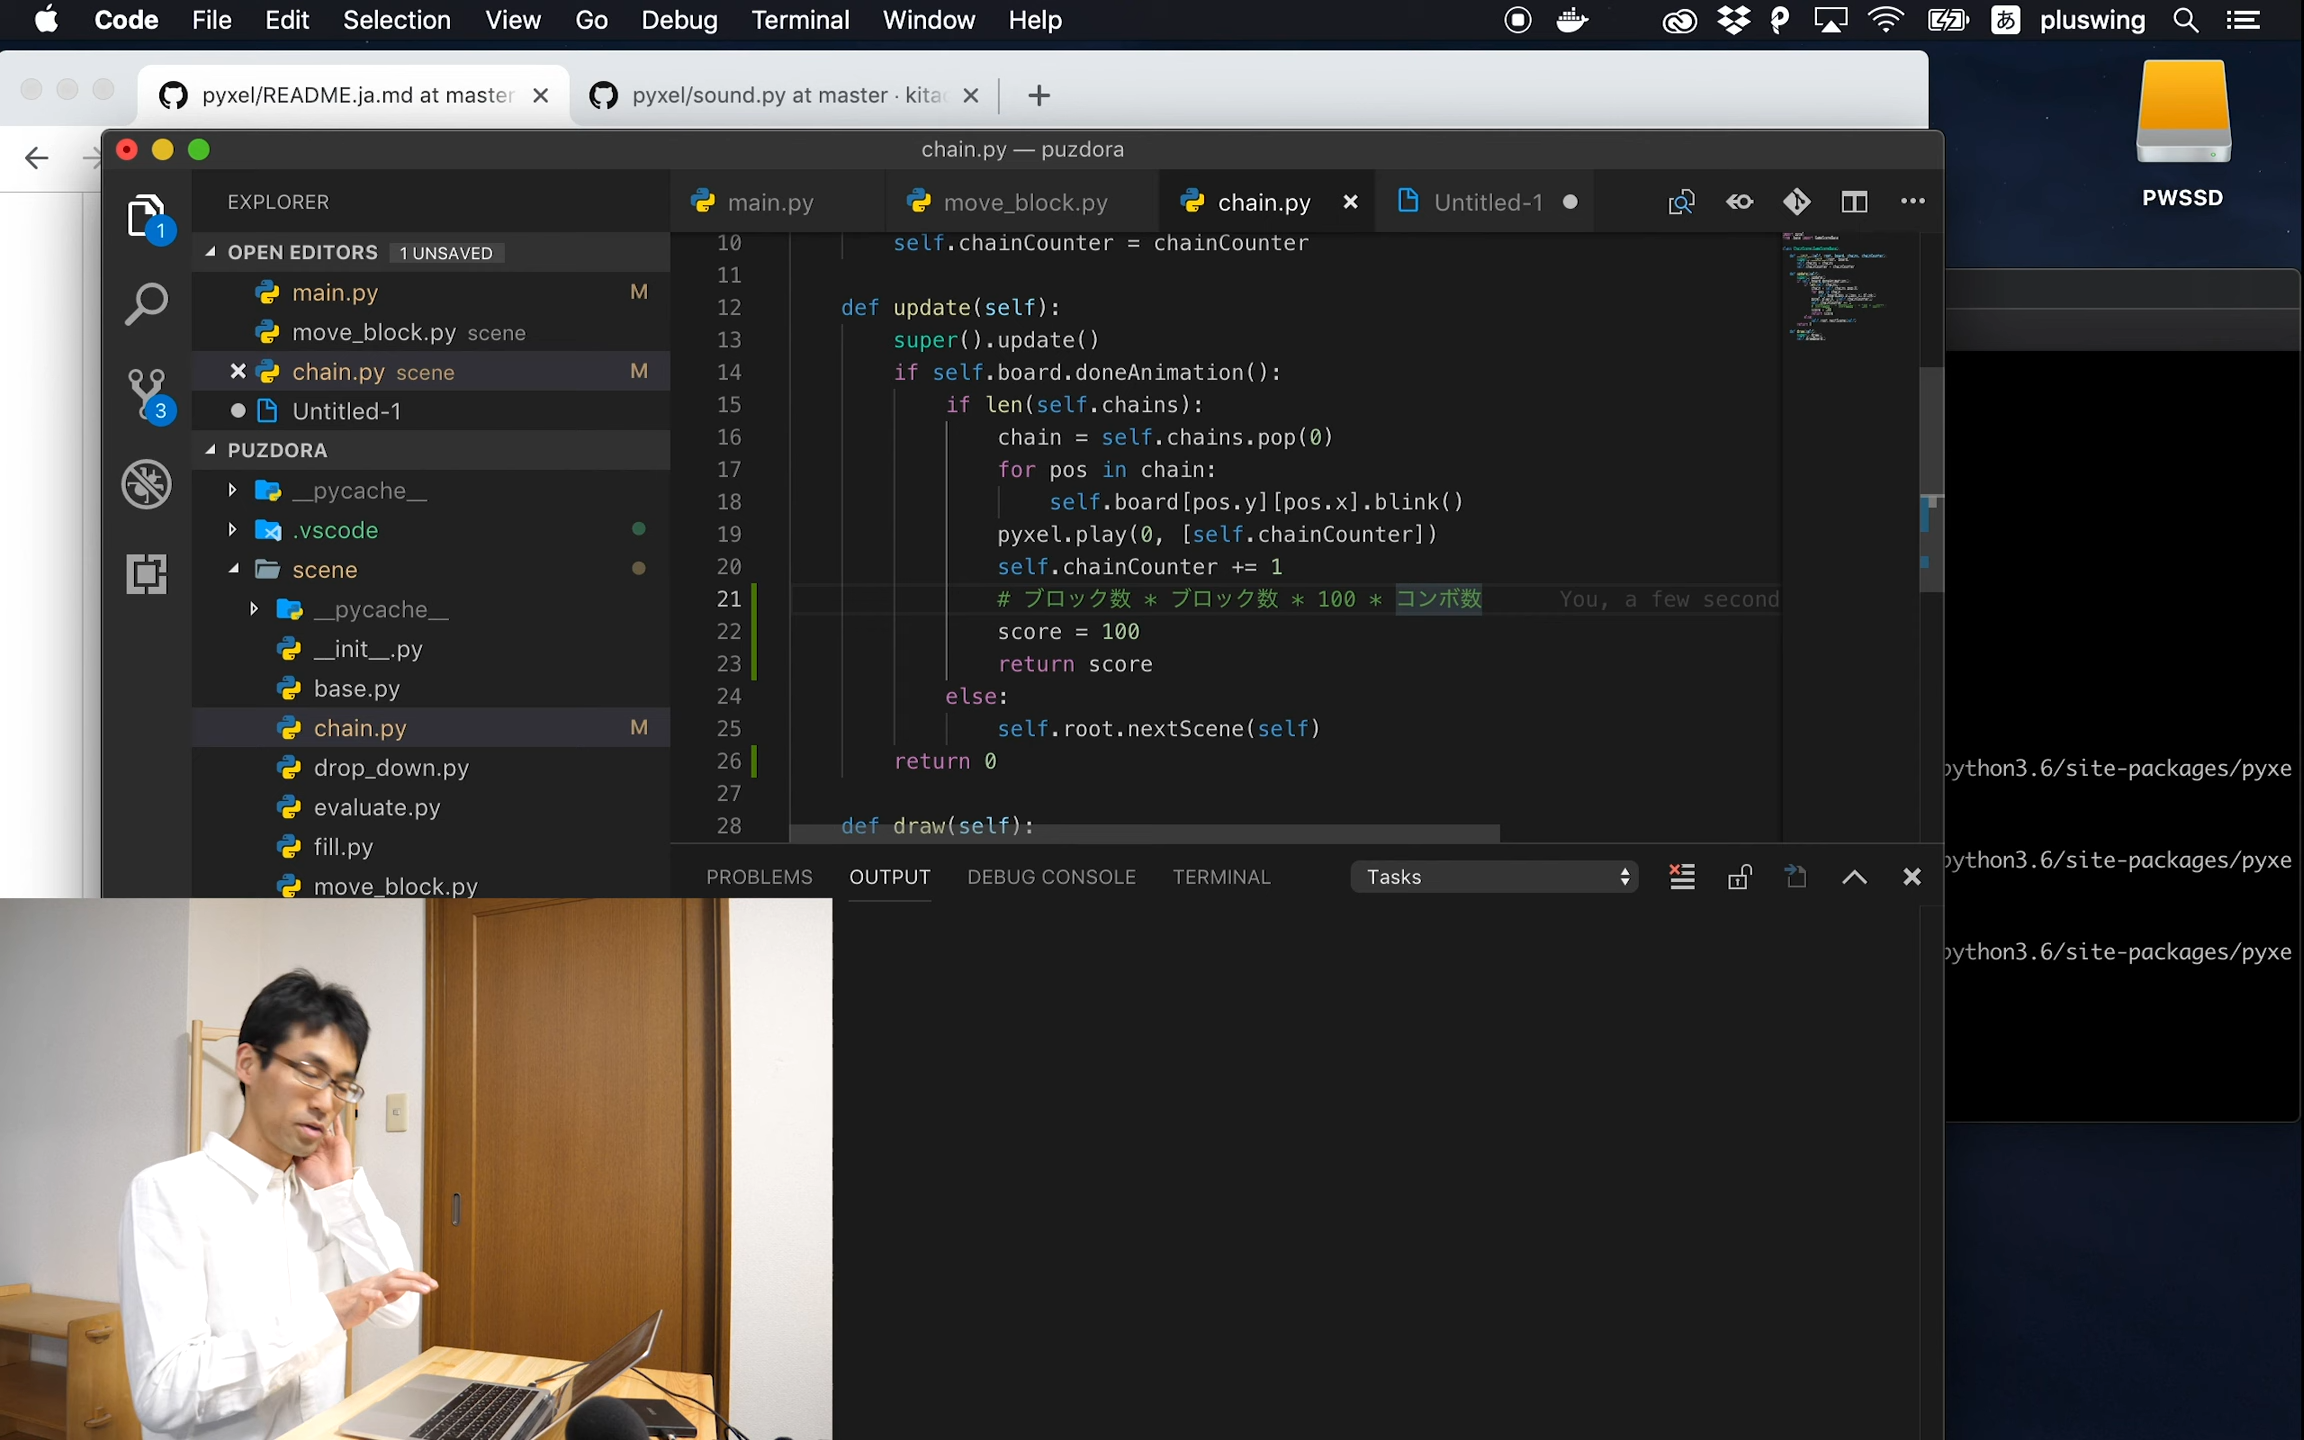 Code File Edit Selection View Go Debug Terminal Window Help あ pluswing
pyxel/README.ja.md at master
pyxel/sound.py at master · kitao
PWSSD
chain.py — puzdora
EXPLORER
main.py move_block.py chain.py Untitled-1
OPEN EDITORS 1 UNSAVED
main.py M
move_block.py scene
chain.py scene M
Untitled-1
PUZDORA
__pycache__
.vscode
scene
__pycache__
__init__.py
base.py
chain.py M
drop_down.py
evaluate.py
fill.py
move_block.py
1
3
10 self.chainCounter = chainCounter
11
12 def update(self):
13 super().update()
14 if self.board.doneAnimation():
15 if len(self.chains):
16 chain = self.chains.pop(0)
17 for pos in chain:
18 self.board[pos.y][pos.x].blink()
19 pyxel.play(0, [self.chainCounter])
20 self.chainCounter += 1
21 # ブロック数 * ブロック数 * 100 * コンボ数 You, a few second
22 score = 100
23 return score
24 else:
25 self.root.nextScene(self)
26 return 0
27
28 def draw(self):
PROBLEMS OUTPUT DEBUG CONSOLE TERMINAL Tasks
python3.6/site-packages/pyxe
python3.6/site-packages/pyxe
python3.6/site-packages/pyxe